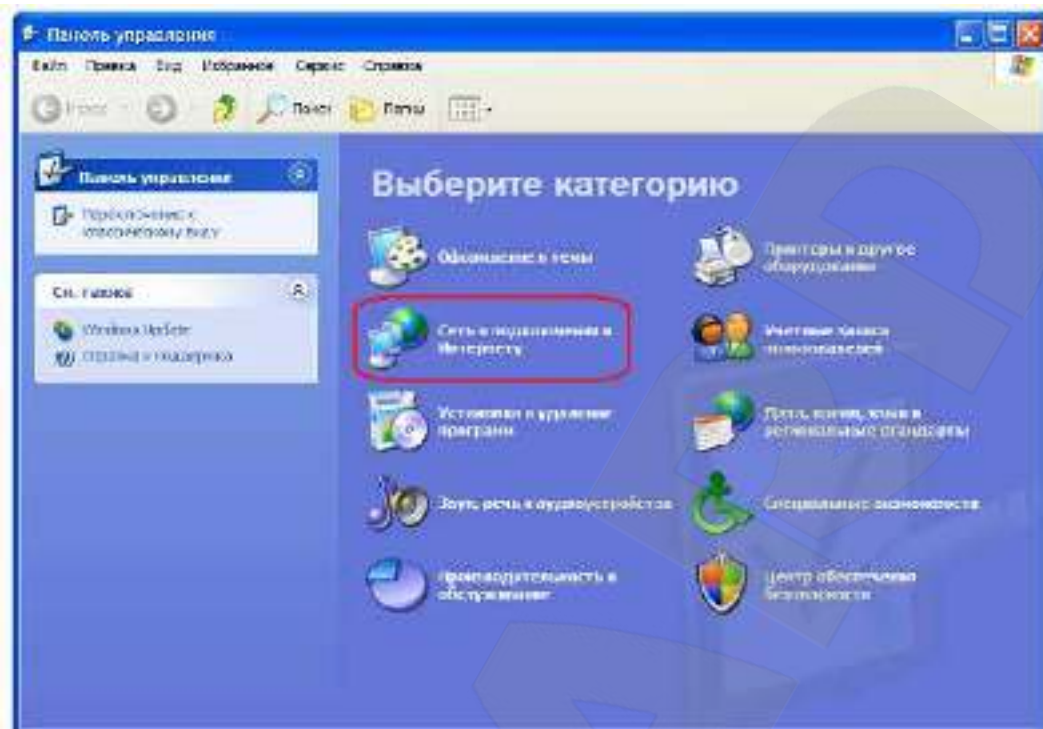 Панель управления
Файл Правка Вид Избранное Сервис Справка
Назад Поиск Папки
Панель управления
Переключение к
классическому виду
См. также
Windows Update
Справка и поддержка
Выберите категорию
Оформление и темы
Принтеры и другое
оборудование
Сеть и подключения к
Интернету
Учетные записи
пользователей
Установка и удаление
программ
Дата, время, язык и
региональные стандарты
Звук, речь и аудиоустройства
Специальные возможности
Производительность и
обслуживание
Центр обеспечения
безопасности